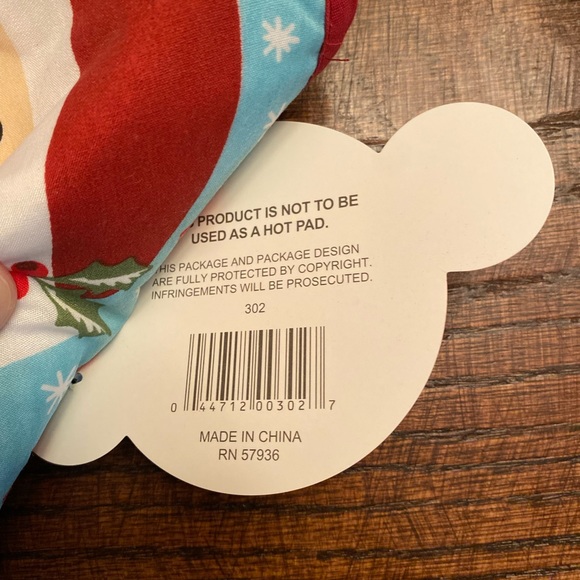 PRODUCT IS NOT TO BE
USED AS A HOT PAD.
THIS PACKAGE AND PACKAGE DESIGN
ARE FULLY PROTECTED BY COPYRIGHT.
INFRINGEMENTS WILL BE PROSECUTED.
302
0 44712 00302 7
MADE IN CHINA
RN 57936